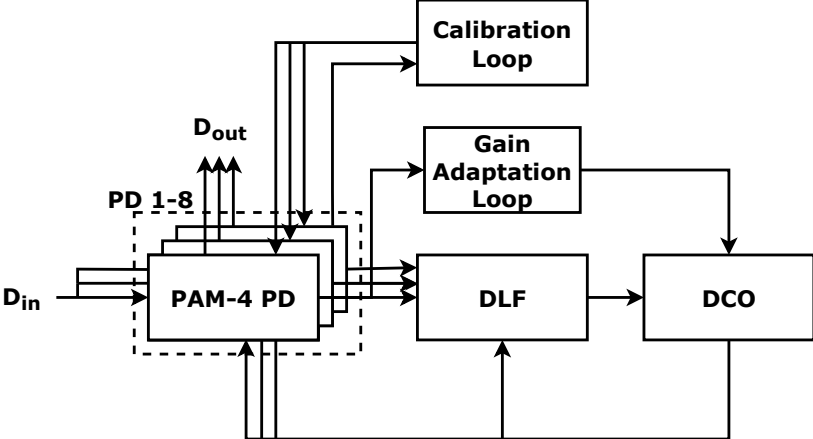 Calibration
Loop
Dout
Gain
Adaptation
Loop
PD 1-8
Din
PAM-4 PD
DLF
DCO